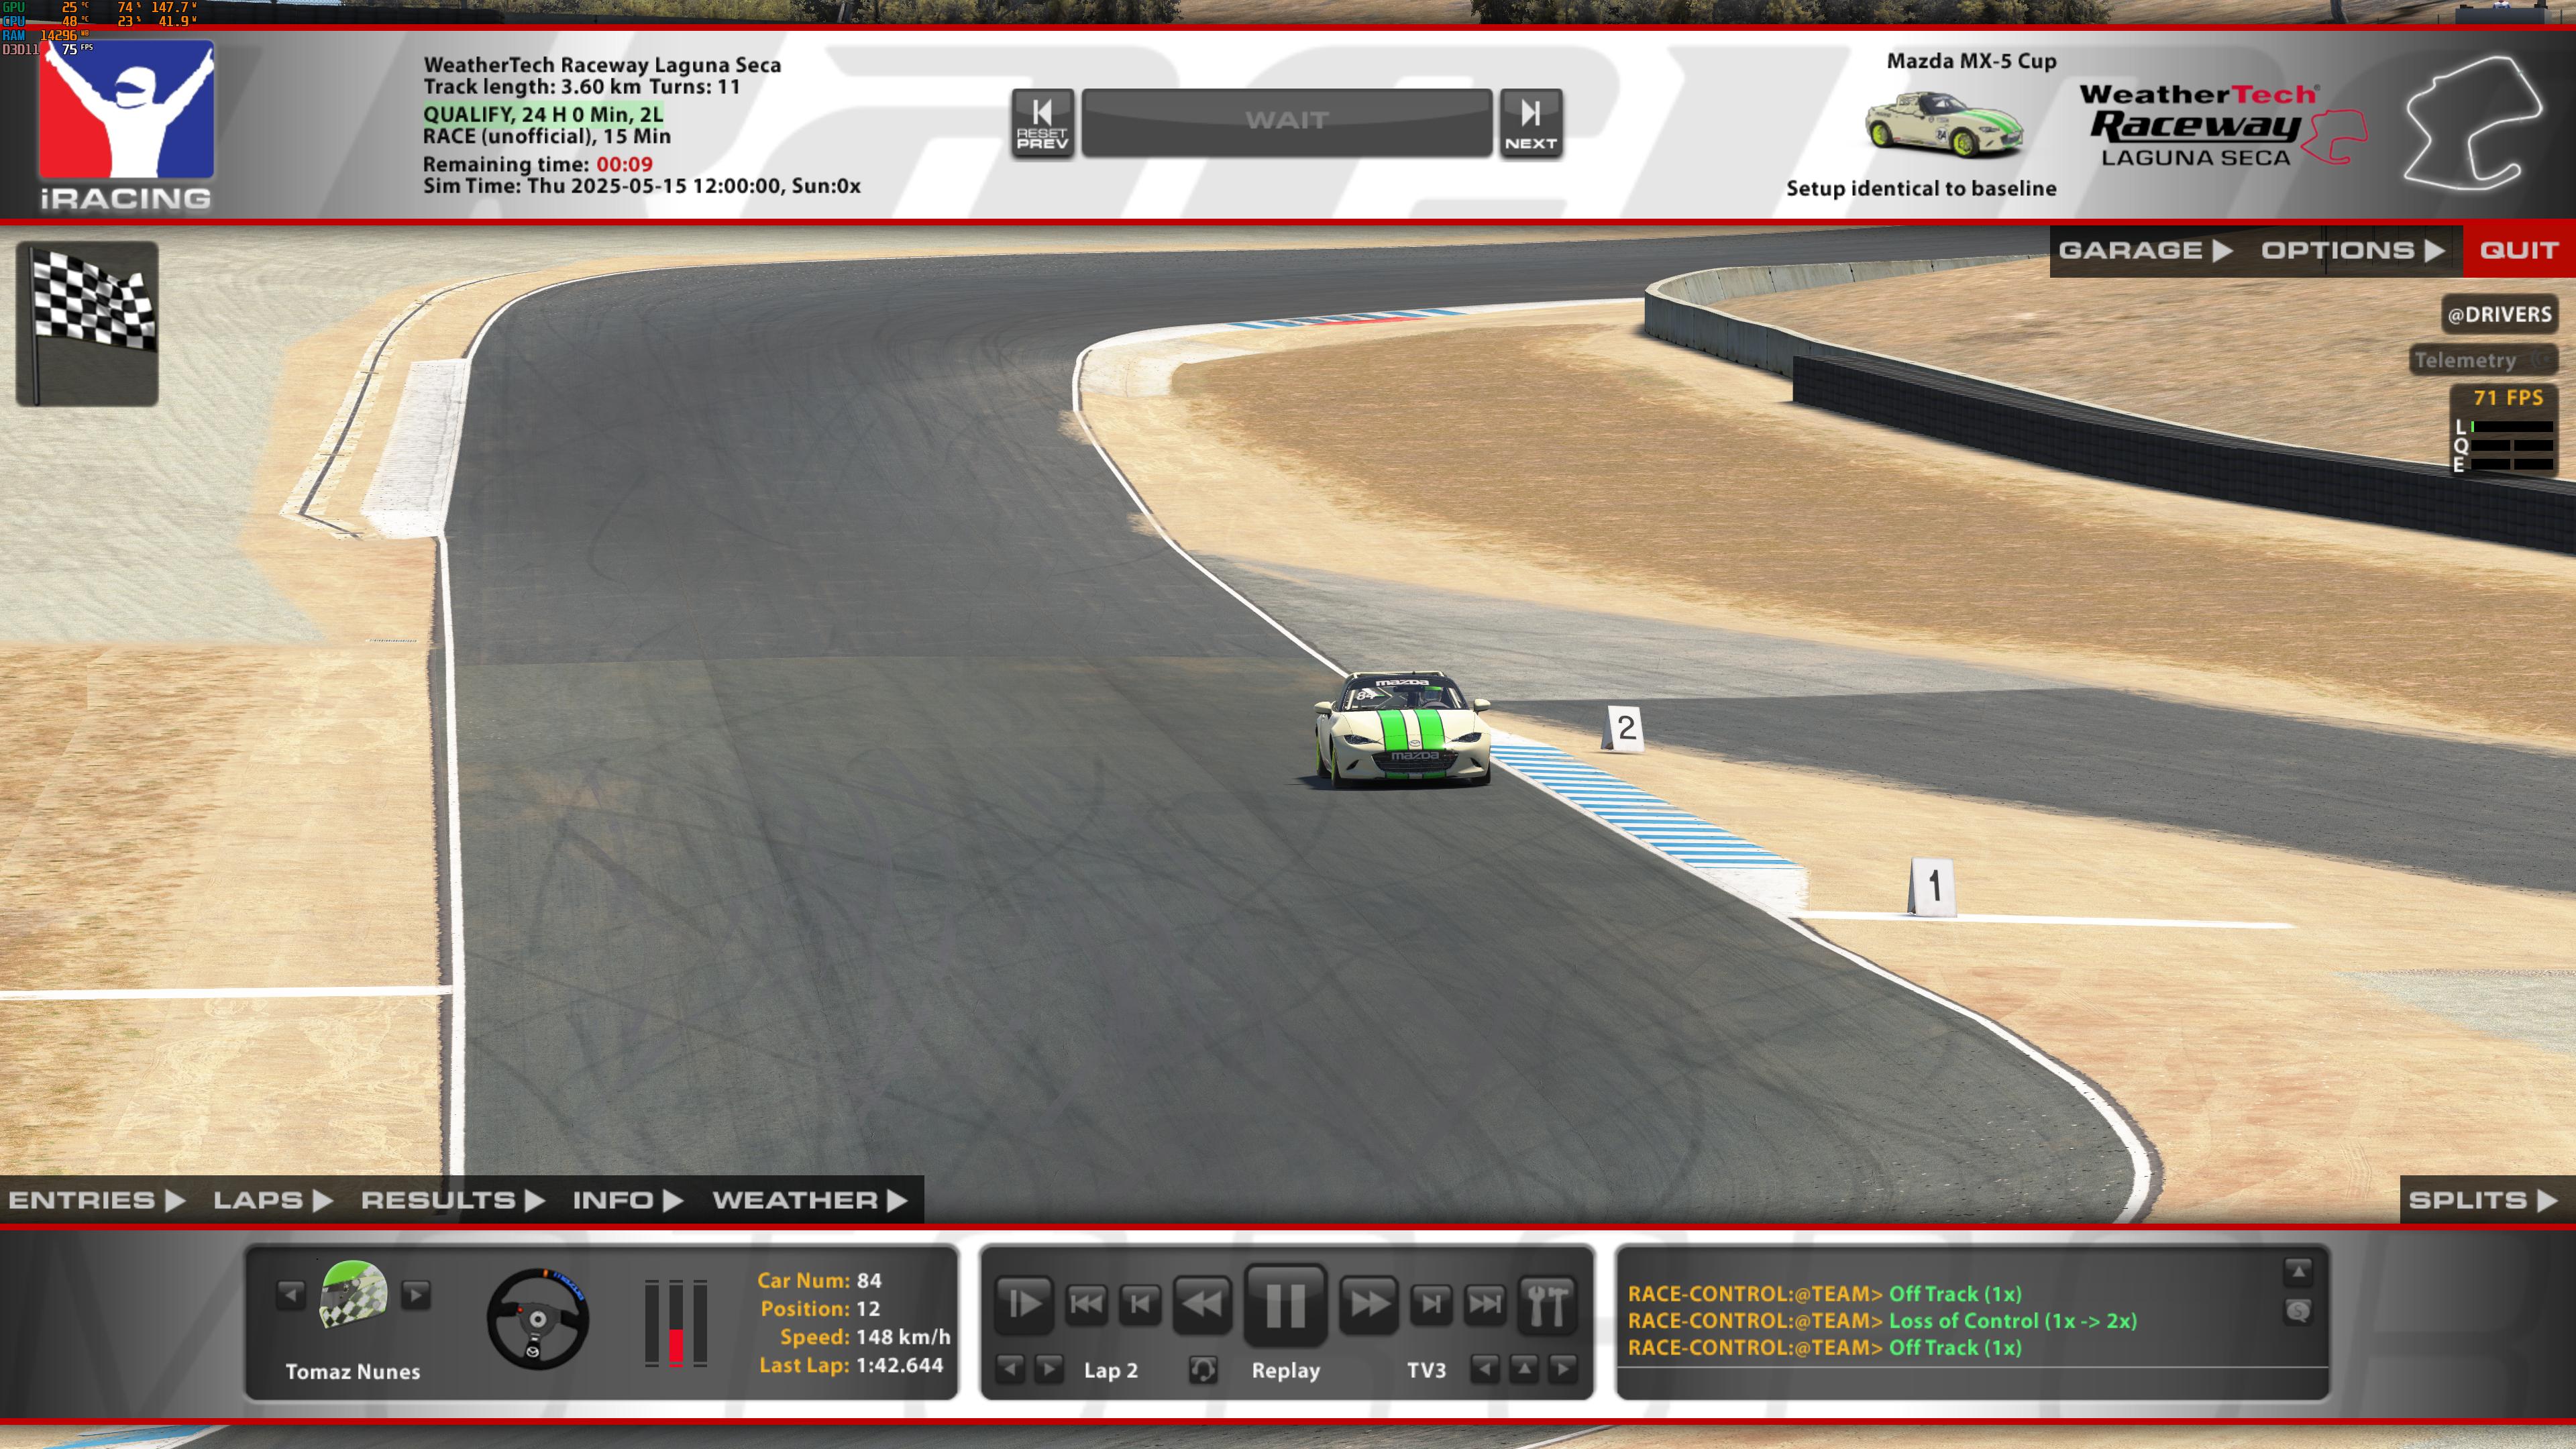 GPU 25 °C 74 % 147.7 W
CPU 48 °C 23 % 41.9 W
RAM 14296 MB
D3D11 75 FPS
iRACING
WeatherTech Raceway Laguna Seca
Track length: 3.60 km Turns: 11
QUALIFY, 24 H 0 Min, 2L
RACE (unofficial), 15 Min
Remaining time: 00:09
Sim Time: Thu 2025-05-15 12:00:00, Sun:0x
RESET PREV
WAIT
NEXT
Mazda MX-5 Cup
Setup identical to baseline
WeatherTech
Raceway
LAGUNA SECA
GARAGE
OPTIONS
QUIT
@DRIVERS
Telemetry
71 FPS
L
Q
E
mazda
84
mazda
2
1
ENTRIES
LAPS
RESULTS
INFO
WEATHER
SPLITS
Tomaz Nunes
mazda
Car Num: 84
Position: 12
Speed: 148 km/h
Last Lap: 1:42.644
Lap 2
Replay
TV3
RACE-CONTROL:@TEAM> Off Track (1x)
RACE-CONTROL:@TEAM> Loss of Control (1x -> 2x)
RACE-CONTROL:@TEAM> Off Track (1x)